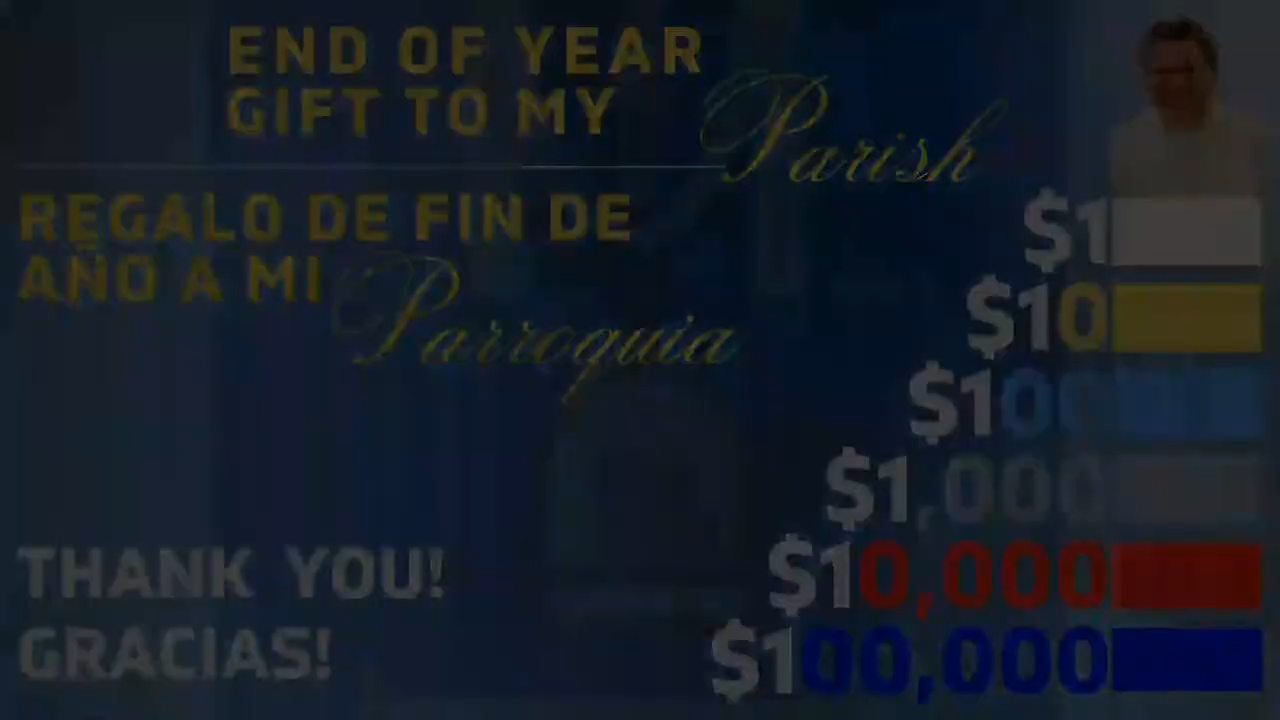 END OF YEAR
GIFT TO MY Parish
REGALO DE FIN DE
AÑO A MI Parroquia
$1
$10
$100
$1,000
$10,000
$100,000
THANK YOU!
GRACIAS!